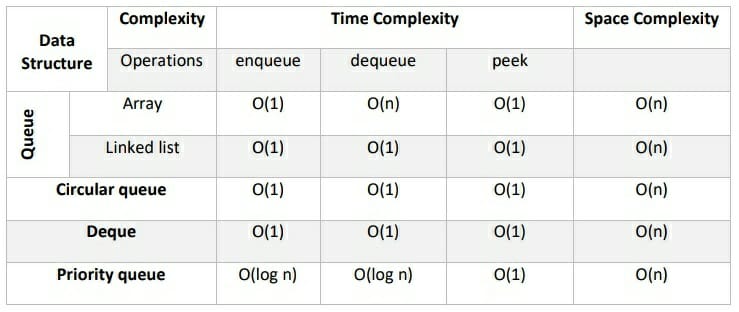 Data Structure Complexity Time Complexity Space Complexity
Operations enqueue dequeue peek
Queue Array O(1) O(n) O(1) O(n)
Linked list O(1) O(1) O(1) O(n)
Circular queue O(1) O(1) O(1) O(n)
Deque O(1) O(1) O(1) O(n)
Priority queue O(log n) O(log n) O(1) O(n)